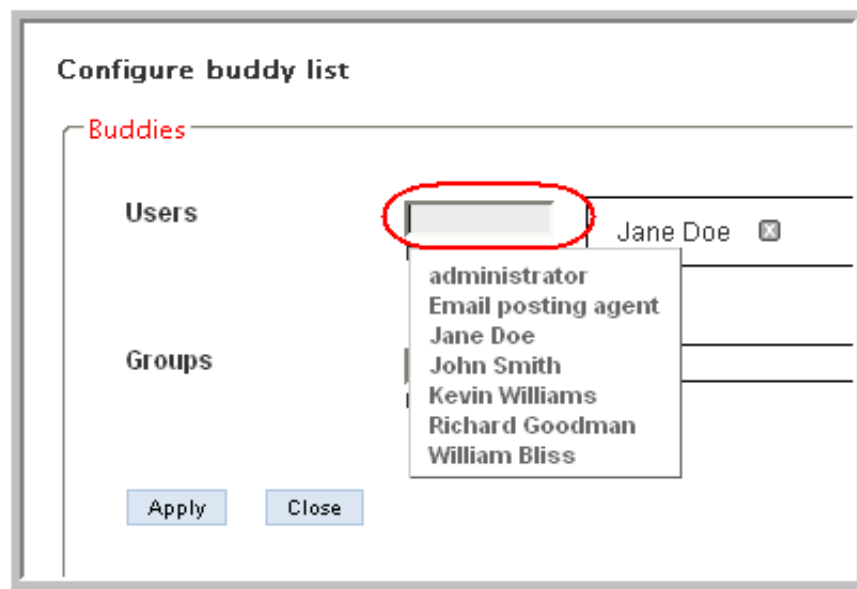 Configure buddy list
Buddies
Users
Jane Doe
administrator
Email posting agent
Jane Doe
John Smith
Kevin Williams
Richard Goodman
William Bliss
Groups
Apply
Close